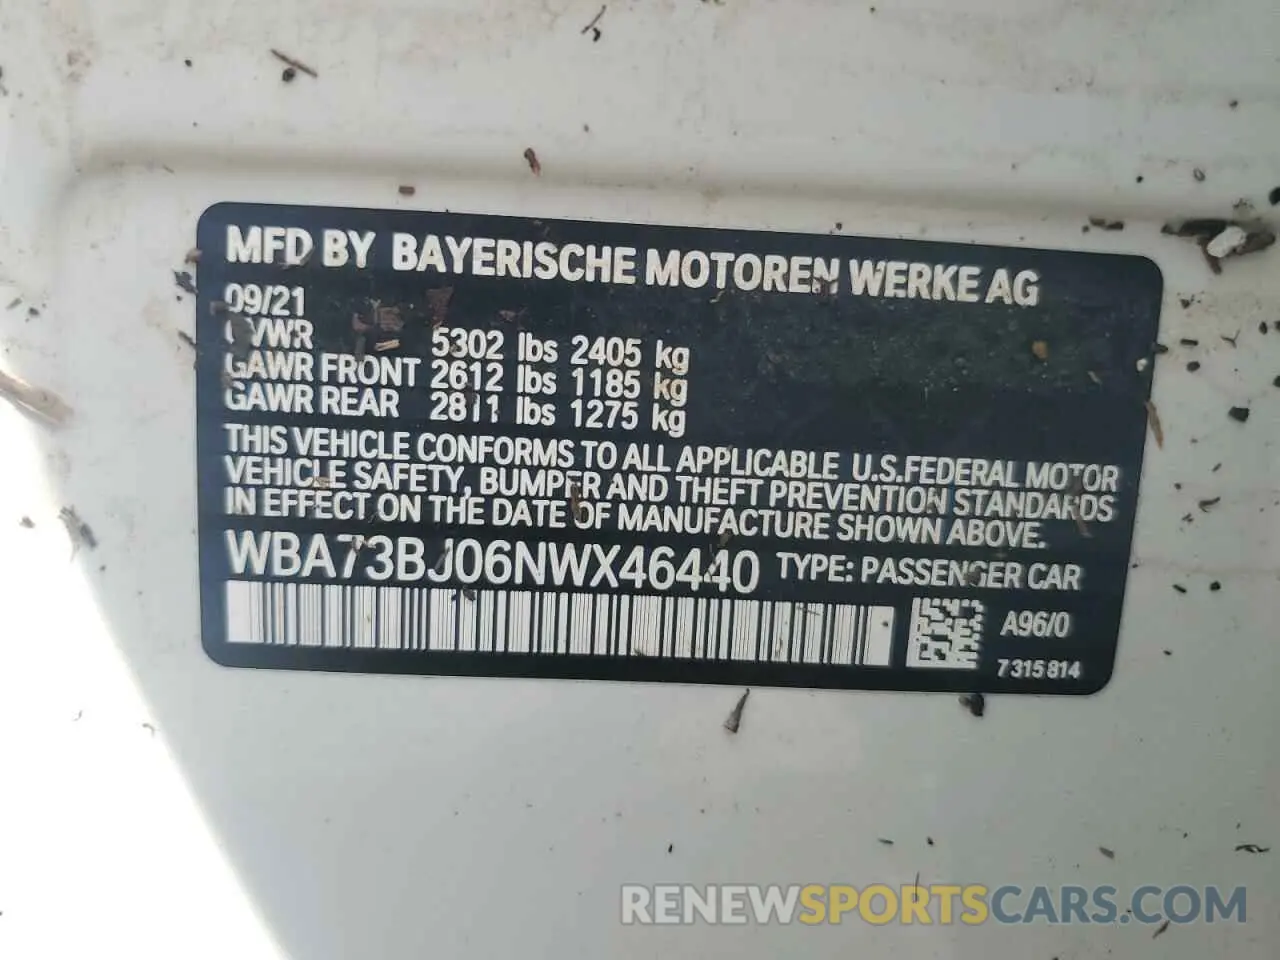 MFD BY BAYERISCHE MOTOREN WERKE AG
09/21
GVWR 5302 lbs 2405 kg
GAWR FRONT 2612 lbs 1185 kg
GAWR REAR 2811 lbs 1275 kg
THIS VEHICLE CONFORMS TO ALL APPLICABLE U.S.FEDERAL MOTOR
VEHICLE SAFETY, BUMPER AND THEFT PREVENTION STANDARDS
IN EFFECT ON THE DATE OF MANUFACTURE SHOWN ABOVE.
WBA73BJ06NWX46440 TYPE: PASSENGER CAR
A96/0
7315814
RENEWSPORTSCARS.COM